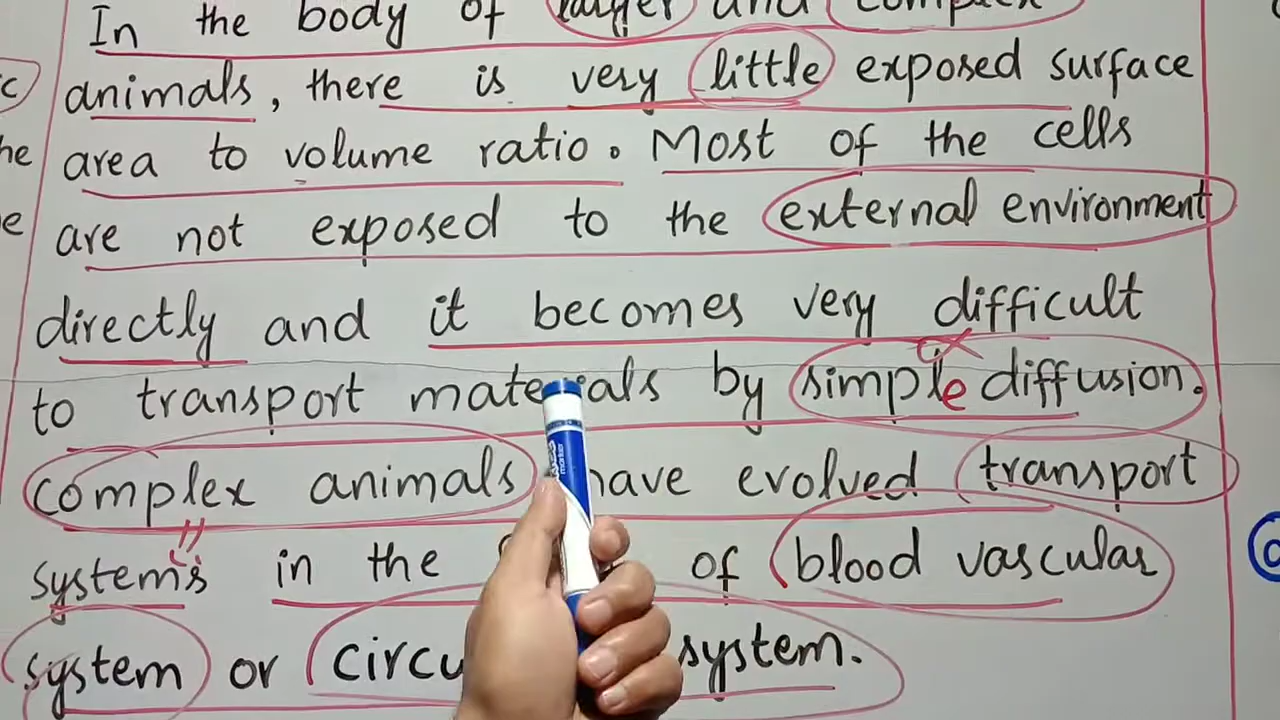 In the body of larger and complex
animals, there is very little exposed surface
area to volume ratio. Most of the cells
are not exposed to the external environment
directly and it becomes very difficult
to transport materials by simple diffusion.
complex animals have evolved transport
systems in the of blood vascular
system or circu system.